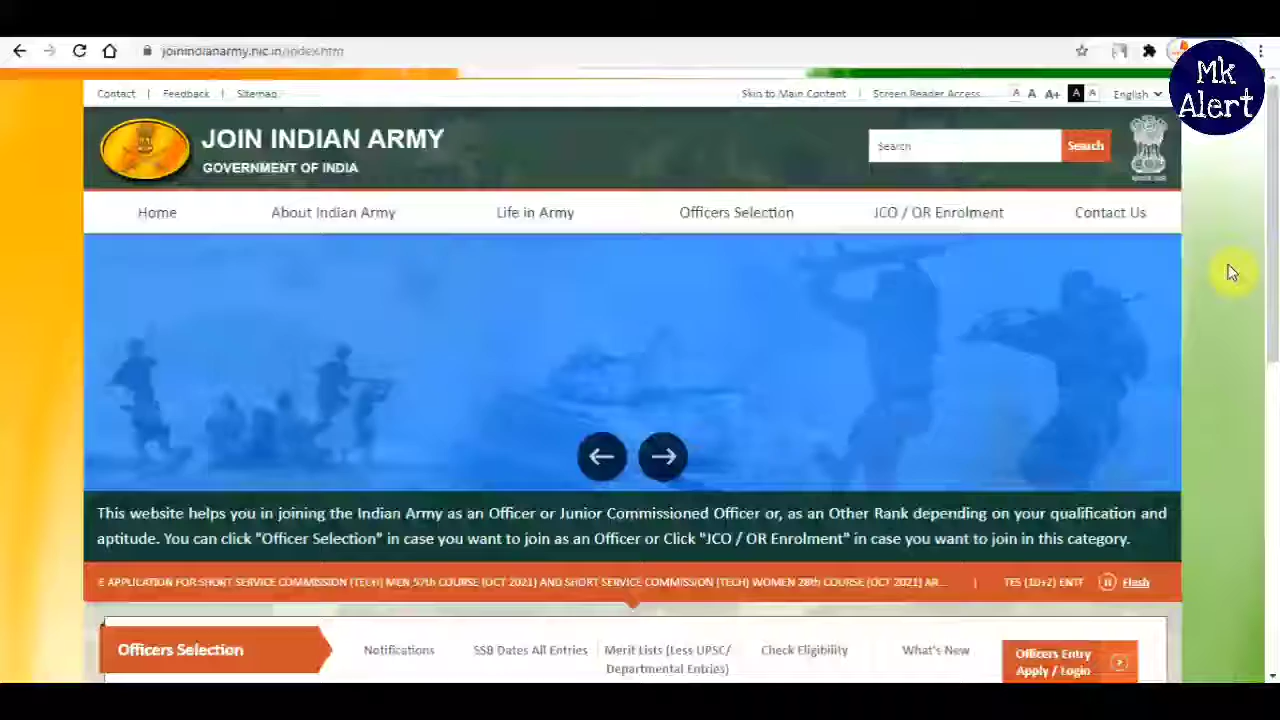 joinindianarmy.nic.in/index.htm
Mk
Alert
Contact | Feedback | Sitemap
Skip to Main Content | Screen Reader Access
A A A+ A A English
JOIN INDIAN ARMY
GOVERNMENT OF INDIA
Search Search
Home About Indian Army Life in Army Officers Selection JCO / OR Enrolment Contact Us
This website helps you in joining the Indian Army as an Officer or Junior Commissioned Officer or, as an Other Rank depending on your qualification and
aptitude. You can click "Officer Selection" in case you want to join as an Officer or Click "JCO / OR Enrolment" in case you want to join in this category.
E APPLICATION FOR SHORT SERVICE COMMISSION (TECH) MEN 57th COURSE (OCT 2021) AND SHORT SERVICE COMMISSION (TECH) WOMEN 28th COURSE (OCT 2021) AR... | TES (10+2) ENTF Flash
Officers Selection
Notifications
SSB Dates All Entries
Merit Lists (Less UPSC/
Departmental Entries)
Check Eligibility
What's New
Officers Entry
Apply / Login